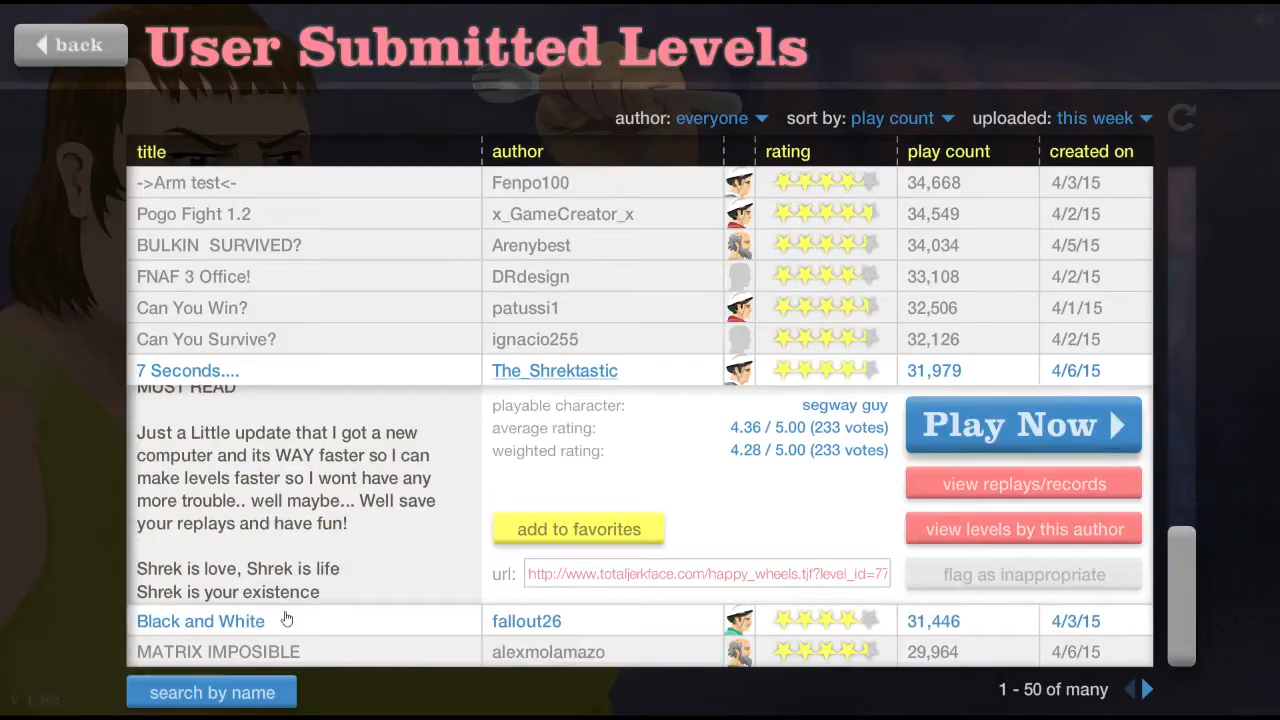 back
User Submitted Levels
author: everyone sort by: play count uploaded: this week
title author rating play count created on
->Arm test<- Fenpo100 34,668 4/3/15
Pogo Fight 1.2 x_GameCreator_x 34,549 4/2/15
BULKIN SURVIVED? Arenybest 34,034 4/5/15
FNAF 3 Office! DRdesign 33,108 4/2/15
Can You Win? patussi1 32,506 4/1/15
Can You Survive? ignacio255 32,126 4/2/15
7 Seconds.... The_Shrektastic 31,979 4/6/15
MUST READ
Just a Little update that I got a new
computer and its WAY faster so I can
make levels faster so I wont have any
more trouble.. well maybe... Well save
your replays and have fun!
Shrek is love, Shrek is life
Shrek is your existence
playable character: segway guy
average rating: 4.36 / 5.00 (233 votes)
weighted rating: 4.28 / 5.00 (233 votes)
add to favorites
url: http://www.totaljerkface.com/happy_wheels.tjf?level_id=77
Play Now
view replays/records
view levels by this author
flag as inappropriate
Black and White fallout26 31,446 4/3/15
MATRIX IMPOSIBLE alexmolamazo 29,964 4/6/15
search by name
1 - 50 of many